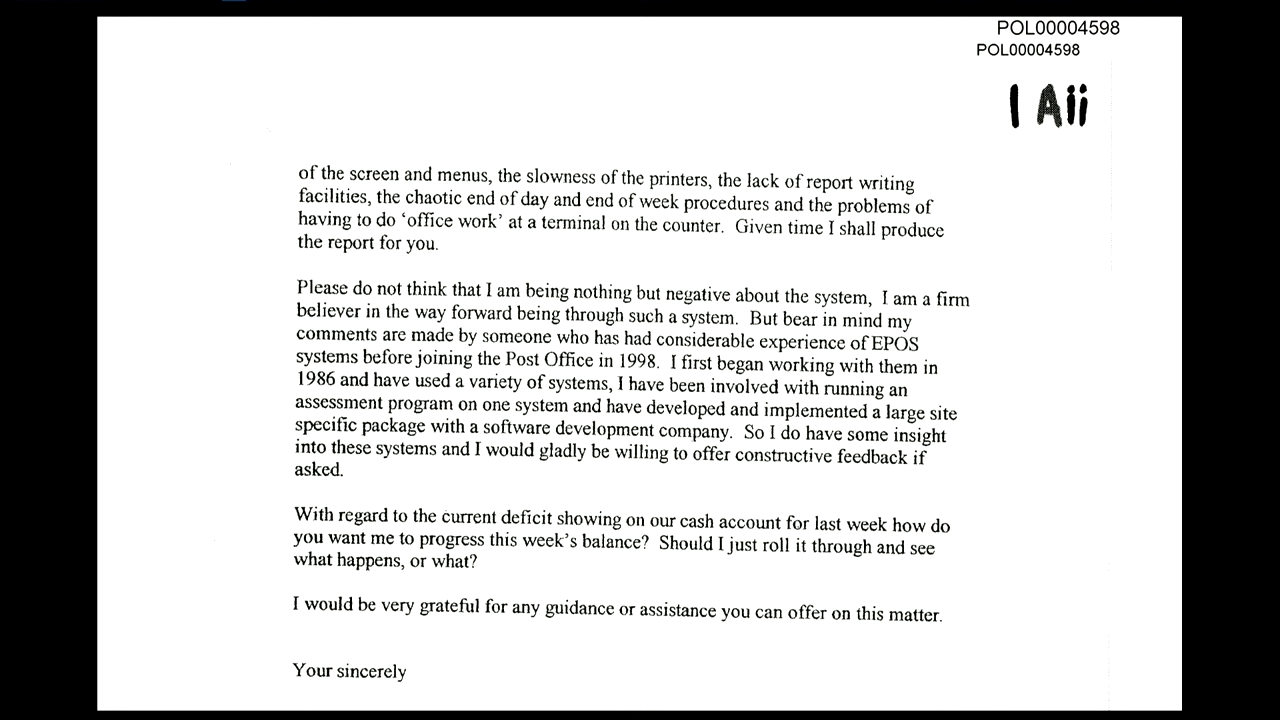 POL00004598
POL00004598
1 Aii
of the screen and menus, the slowness of the printers, the lack of report writing
facilities, the chaotic end of day and end of week procedures and the problems of
having to do ‘office work’ at a terminal on the counter.  Given time I shall produce
the report for you.
Please do not think that I am being nothing but negative about the system,  I am a firm
believer in the way forward being through such a system.  But bear in mind my
comments are made by someone who has had considerable experience of EPOS
systems before joining the Post Office in 1998.  I first began working with them in
1986 and have used a variety of systems, I have been involved with running an
assessment program on one system and have developed and implemented a large site
specific package with a software development company.  So I do have some insight
into these systems and I would gladly be willing to offer constructive feedback if
asked.
With regard to the current deficit showing on our cash account for last week how do
you want me to progress this week’s balance?  Should I just roll it through and see
what happens, or what?
I would be very grateful for any guidance or assistance you can offer on this matter.
Your sincerely